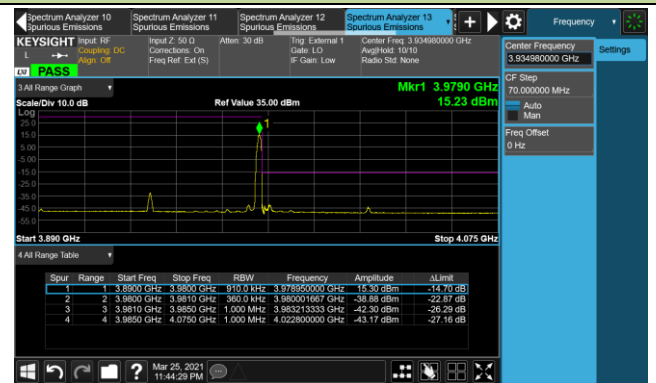 Spectrum Analyzer 10
Spurious Emissions
Spectrum Analyzer 11
Spurious Emissions
Spectrum Analyzer 12
Spurious Emissions
Spectrum Analyzer 13
Spurious Emissions
Frequency
KEYSIGHT
L
LXI
PASS
Input: RF
Coupling: DC
Align: Off
Input Z: 50 Ω
Corrections: On
Freq Ref: Ext (S)
Atten: 30 dB
Trig: External 1
Gate: LO
IF Gain: Low
Center Freq: 3.934980000 GHz
Avg|Hold: 10/10
Radio Std: None
Center Frequency
3.934980000 GHz
Settings
CF Step
70.000000 MHz
Auto
Man
Freq Offset
0 Hz
3 All Range Graph
Mkr1 3.9790 GHz
Scale/Div 10.0 dB
Ref Value 35.00 dBm
15.23 dBm
Log
25.0
15.0
5.00
-5.00
-15.0
-25.0
-35.0
-45.0
-55.0
1
Start 3.890 GHz
Stop 4.075 GHz
4 All Range Table
Spur Range Start Freq Stop Freq RBW Frequency Amplitude ΔLimit
1 1 3.8900 GHz 3.9800 GHz 910.0 kHz 3.978950000 GHz 15.30 dBm -14.70 dB
2 2 3.9800 GHz 3.9810 GHz 360.0 kHz 3.980001667 GHz -38.88 dBm -22.87 dB
3 3 3.9810 GHz 3.9850 GHz 1.000 MHz 3.983213333 GHz -42.30 dBm -26.29 dB
4 4 3.9850 GHz 4.0750 GHz 1.000 MHz 4.022800000 GHz -43.17 dBm -27.16 dB
?
Mar 25, 2021
11:44:29 PM